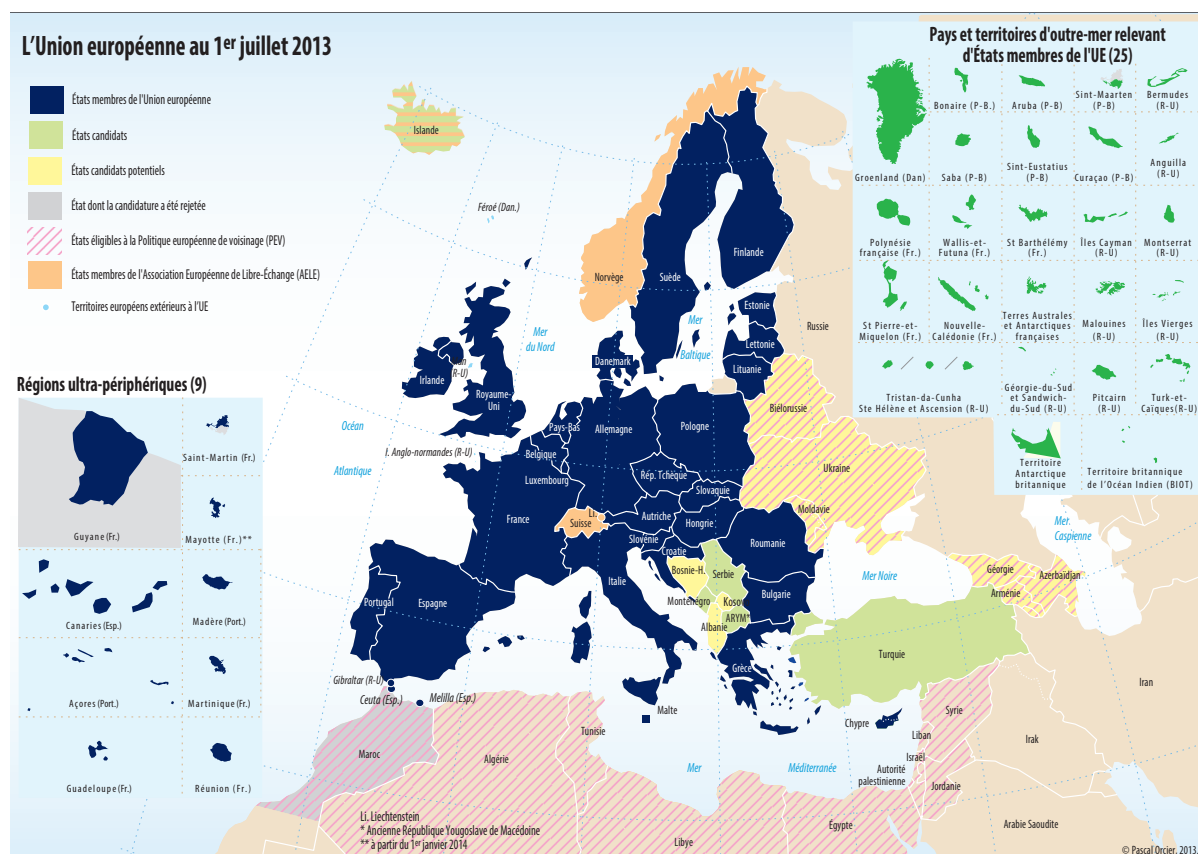 L'Union européenne au 1er juillet 2013
États membres de l'Union européenne
États candidats
États candidats potentiels
État dont la candidature a été rejetée
États éligibles à la Politique européenne de voisinage (PEV)
États membres de l'Association Européenne de Libre-Échange (AELE)
Territoires européens extérieurs à l'UE
Régions ultra-périphériques (9)
Guyane (Fr.)
Saint-Martin (Fr.)
Mayotte (Fr.)**
Canaries (Esp.)
Madère (Port.)
Açores (Port.)
Martinique (Fr.)
Guadeloupe (Fr.)
Réunion (Fr.)
Pays et territoires d'outre-mer relevant
d'États membres de l'UE (25)
Groenland (Dan)
Bonaire (P-B.)
Aruba (P-B)
Sint-Maarten
(P-B)
Bermudes
(R-U)
Saba (P-B)
Sint-Eustatius
(P-B)
Curaçao (P-B)
Anguilla
(R-U)
Polynésie
française (Fr.)
Wallis-et-
Futuna (Fr.)
St Barthélémy
(Fr.)
Îles Cayman
(R-U)
Montserrat
(R-U)
St Pierre-et-
Miquelon (Fr.)
Nouvelle-
Calédonie (Fr.)
Terres Australes
et Antarctiques
françaises
Malouines
(R-U)
Îles Vierges
(R-U)
Tristan-da-Cunha
Ste Hélène et Ascension (R-U)
Géorgie-du-Sud
et Sandwich-
du-Sud (R-U)
Pitcairn
(R-U)
Turk-et-
Caïques(R-U)
Territoire
Antarctique
britannique
Territoire britannique
de l'Océan Indien (BIOT)
Islande
Féroé (Dan.)
Norvège
Suède
Finlande
Estonie
Lettonie
Lituanie
Russie
Mer
du Nord
Mer
Baltique
Danemark
(R-U)
Irlande
Royaume-
Uni
Océan
Atlantique
I. Anglo-normandes (R-U)
Pays-Bas
Belgique
Luxembourg
Allemagne
Pologne
Biélorussie
Ukraine
Moldavie
Rép. Tchèque
Slovaquie
France
Li.
Suisse
Autriche
Hongrie
Slovénie
Croatie
Roumanie
Bosnie-H.
Serbie
Monténégro
Kosovo
ARYM*
Albanie
Bulgarie
Italie
Grèce
Portugal
Espagne
Gibraltar (R-U)
Ceuta (Esp.)
Melilla (Esp.)
Malte
Mer Noire
Mer
Caspienne
Géorgie
Arménie
Azerbaïdjan
Turquie
Chypre
Syrie
Liban
Israël
Autorité
palestinienne
Jordanie
Irak
Iran
Arabie Saoudite
Maroc
Algérie
Tunisie
Libye
Égypte
Mer
Méditerranée
Li. Liechtenstein
* Ancienne République Yougoslave de Macédoine
** à partir du 1er janvier 2014
© Pascal Orcier, 2013